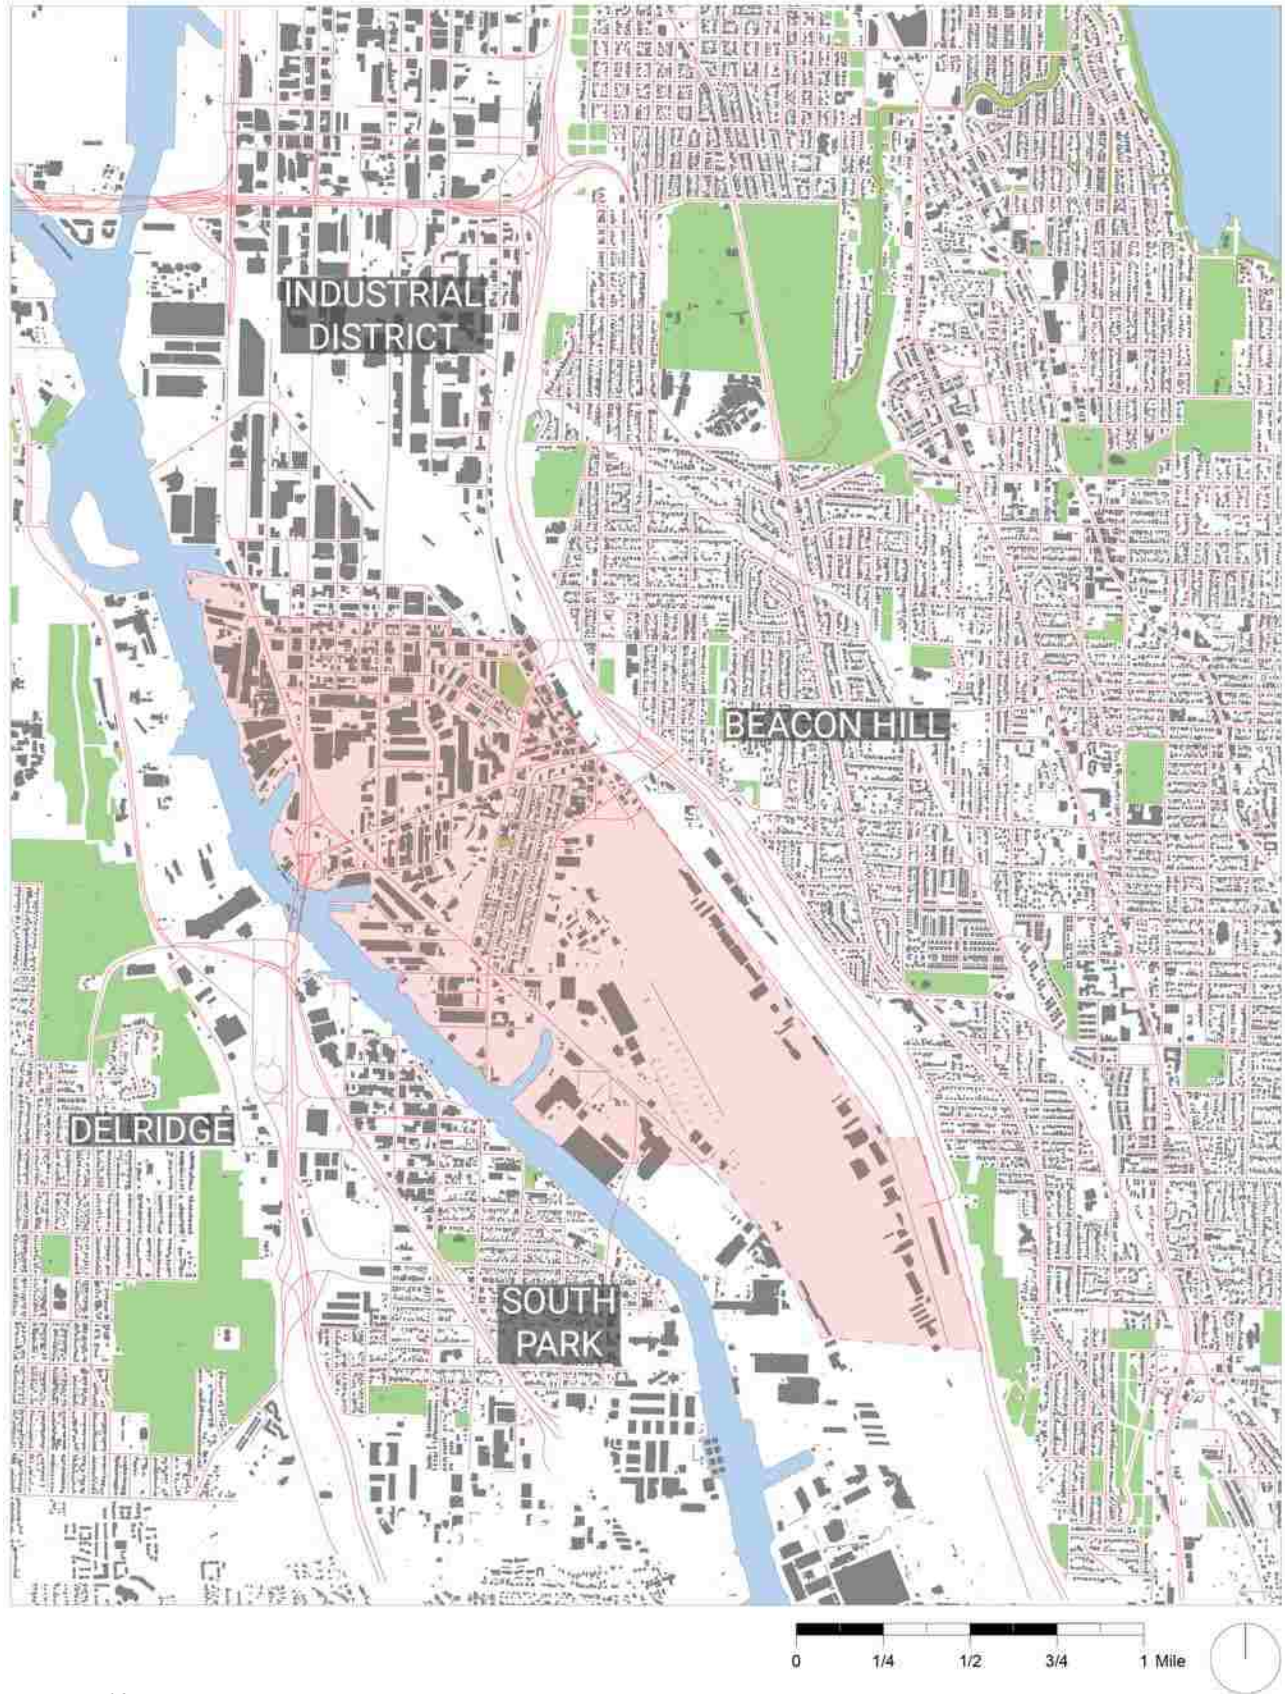 INDUSTRIAL
DISTRICT
BEACON HILL
DELRIDGE
SOUTH
PARK
0 1/4 1/2 3/4 1 Mile